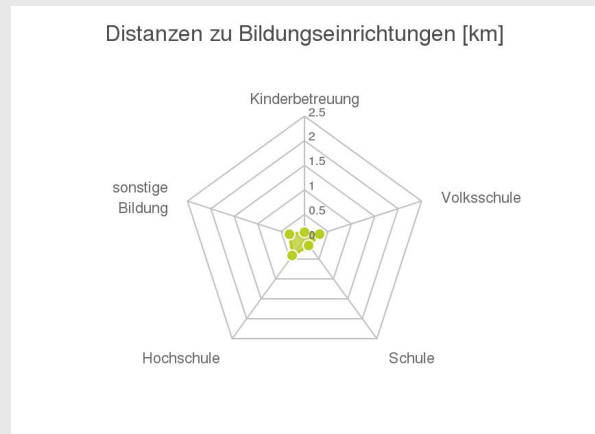 Distanzen zu Bildungseinrichtungen [km]
Kinderbetreuung
2.5
2
1.5
1
0.5
0
sonstige
Bildung
Volksschule
Hochschule
Schule